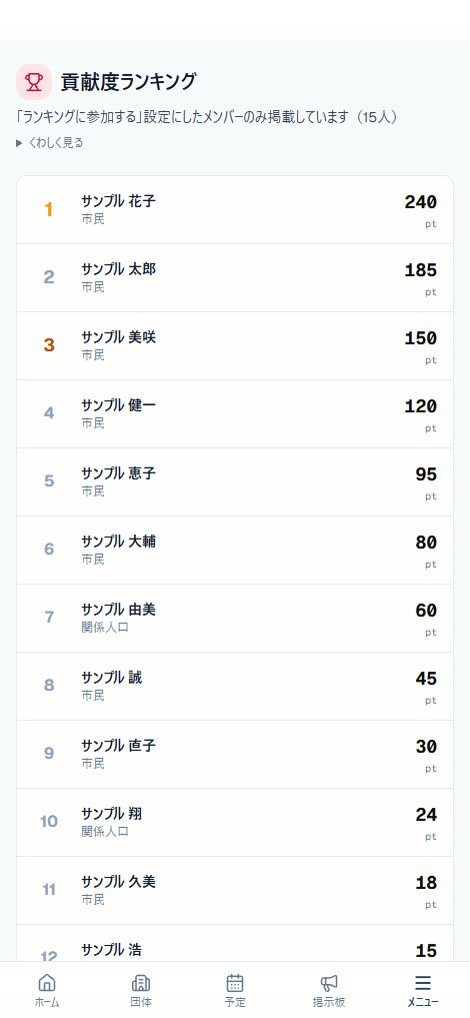 貢献度ランキング
「ランキングに参加する」設定にしたメンバーのみ掲載しています（15人）
▶ くわしく見る
1 サンプル 花子 240
市民 pt
2 サンプル 太郎 185
市民 pt
3 サンプル 美咲 150
市民 pt
4 サンプル 健一 120
市民 pt
5 サンプル 恵子 95
市民 pt
6 サンプル 大輔 80
市民 pt
7 サンプル 由美 60
関係人口 pt
8 サンプル 誠 45
市民 pt
9 サンプル 直子 30
市民 pt
10 サンプル 翔 24
関係人口 pt
11 サンプル 久美 18
市民 pt
12 サンプル 浩 15
ホーム 団体 予定 掲示板 メニュー